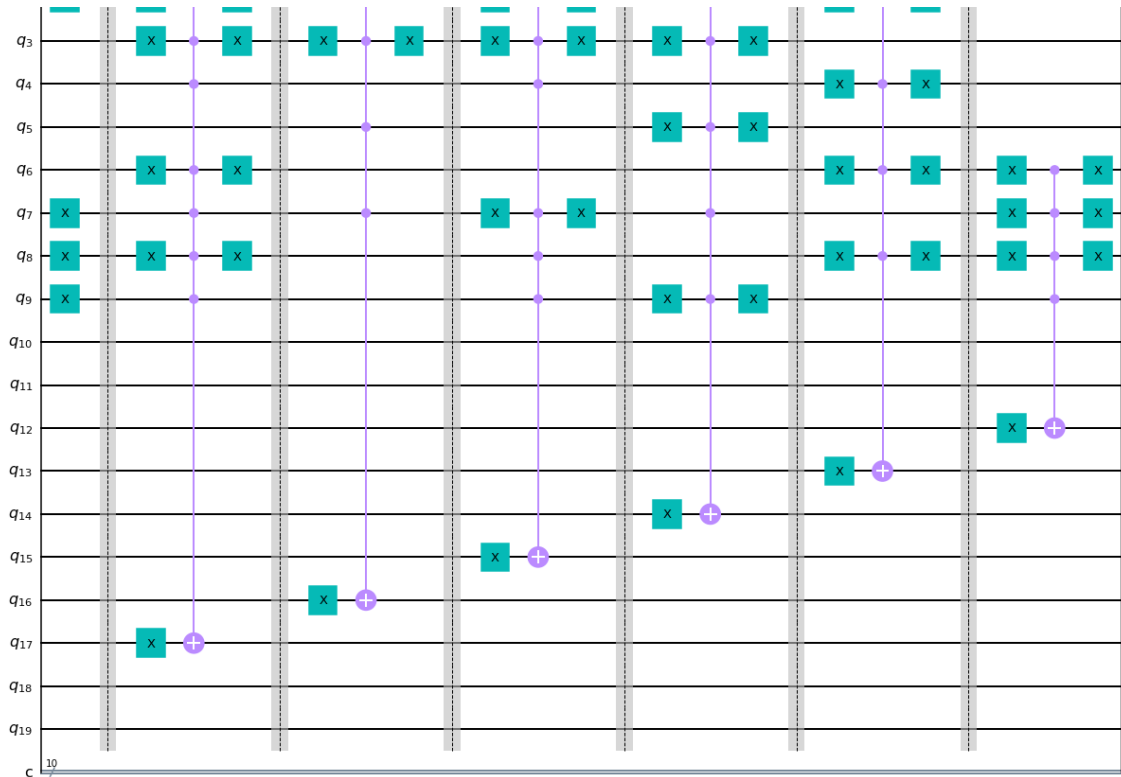 q3 X X X X X X X X
q4 X X
q5 X X
q6 X X X X X X
q7 X X X X X
q8 X X X X X X X
q9 X X X
q10
q11
q12 X
q13 X
q14 X
q15 X
q16 X
q17 X
q18
q19
10
c